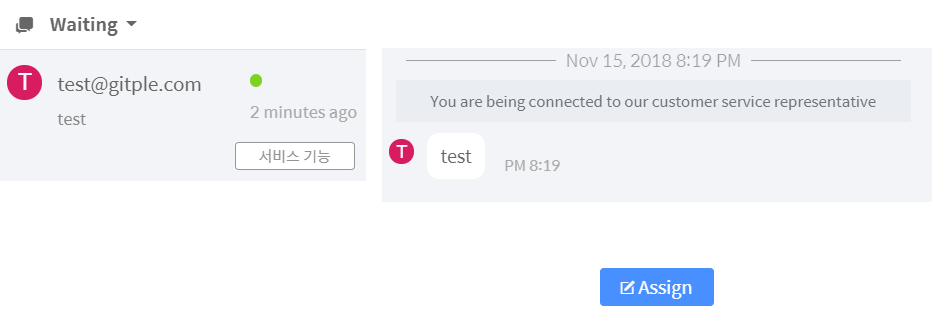 Waiting
T
test@gitple.com
2 minutes ago
test
서비스 기능
Nov 15, 2018 8:19 PM
You are being connected to our customer service representative
T
test
PM 8:19
Assign